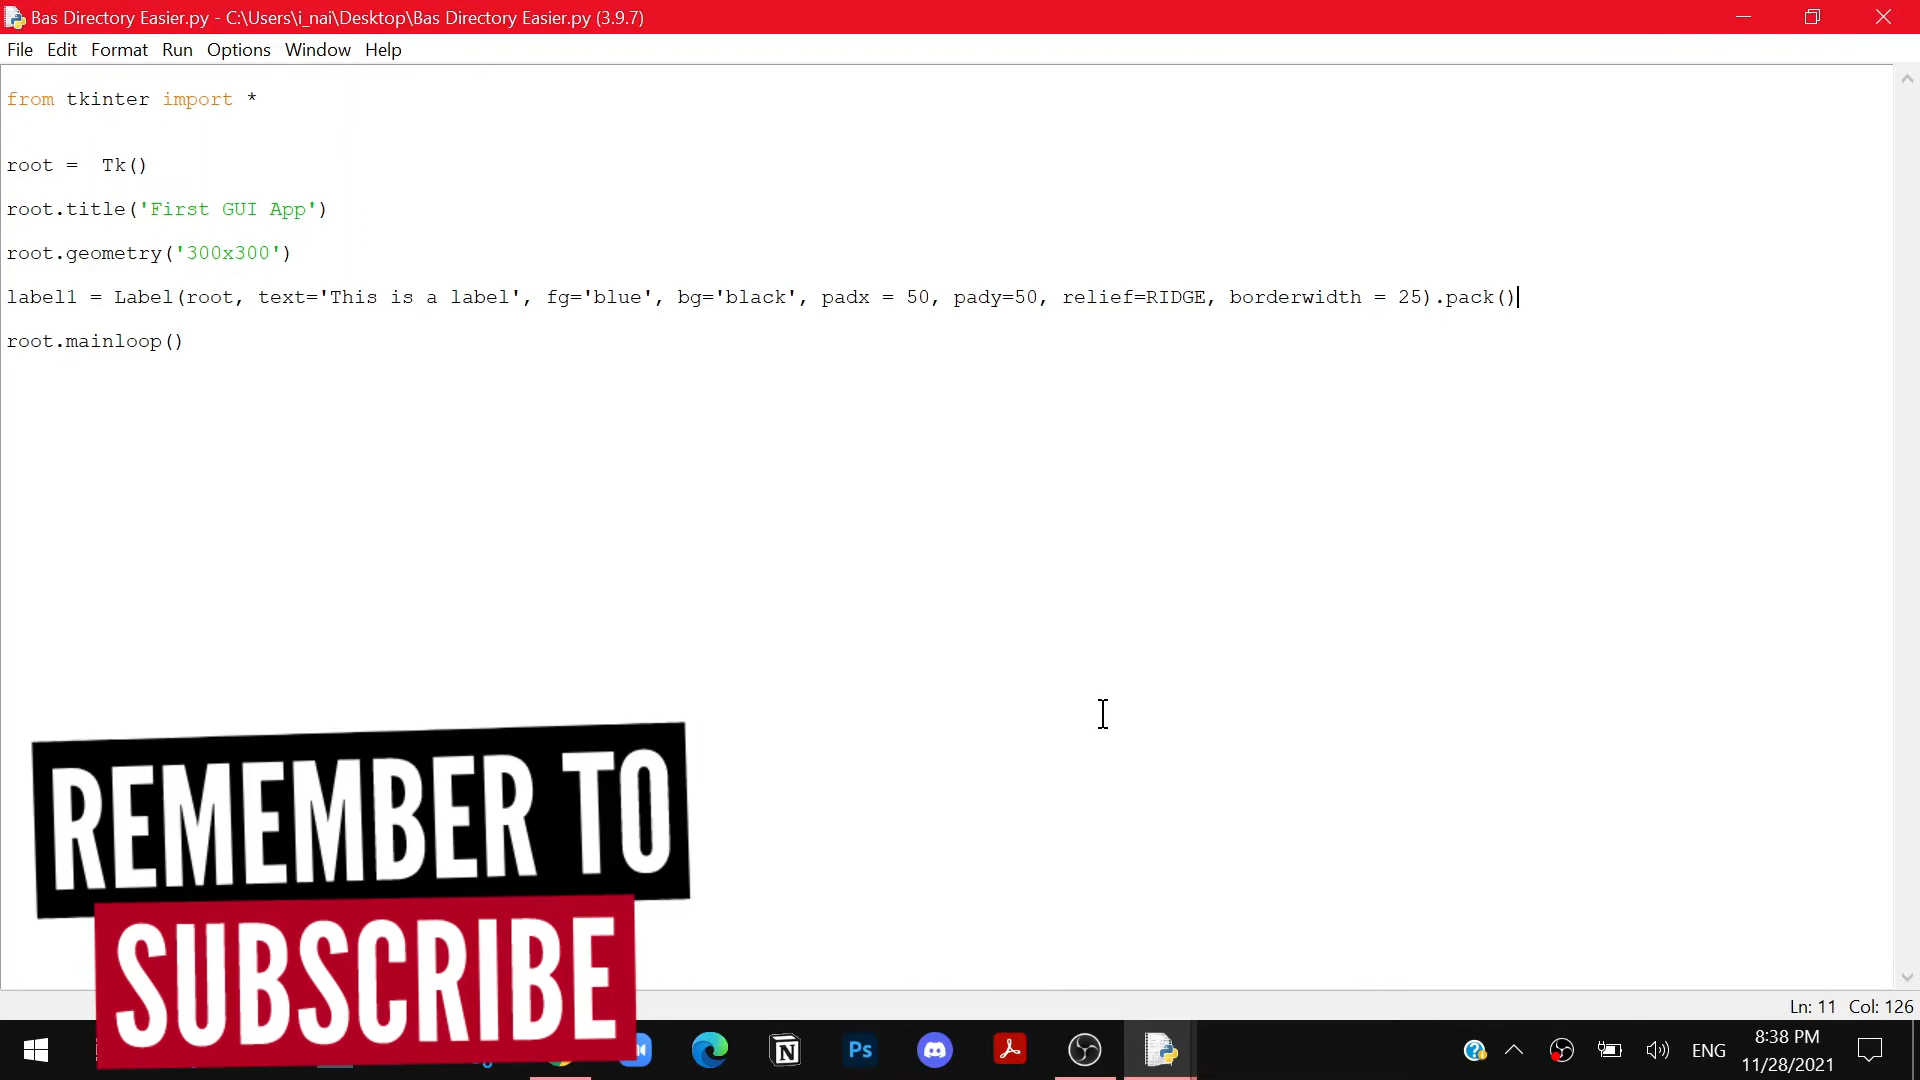 Bas Directory Easier.py - C:\Users\i_nai\Desktop\Bas Directory Easier.py (3.9.7)
File Edit Format Run Options Window Help
from tkinter import *
root =  Tk()
root.title('First GUI App')
root.geometry('300x300')
label1 = Label(root, text='This is a label', fg='blue', bg='black', padx = 50, pady=50, relief=RIDGE, borderwidth = 25).pack()
root.mainloop()
REMEMBER TO
SUBSCRIBE
Ln: 11 Col: 126
Ps
ENG
8:38 PM
11/28/2021